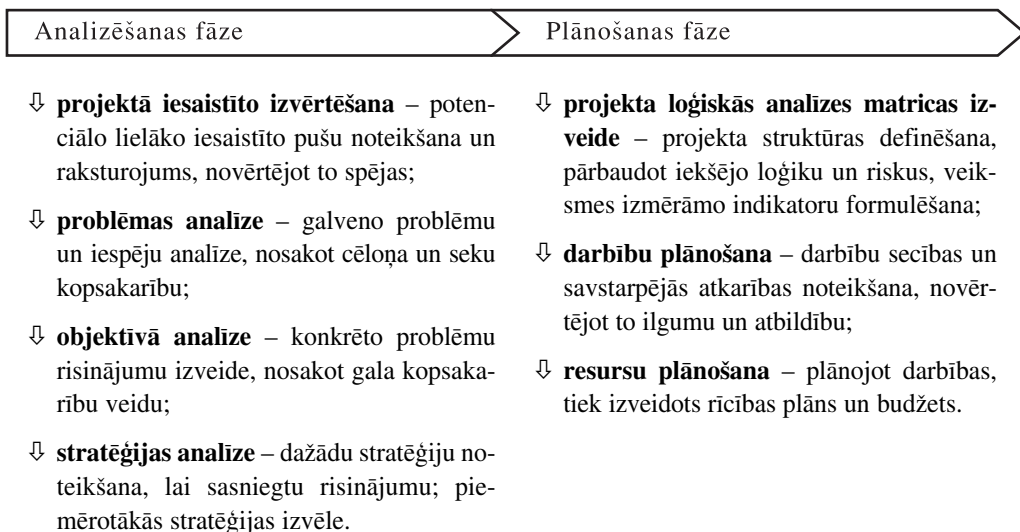 Analizēšanas fāze
Plānošanas fāze
⇩ projektā iesaistīto izvērtēšana – poten-
ciālo lielāko iesaistīto pušu noteikšana un
raksturojums, novērtējot to spējas;
⇩ problēmas analīze – galveno problēmu
un iespēju analīze, nosakot cēloņa un seku
kopsakarību;
⇩ objektīvā analīze – konkrēto problēmu
risinājumu izveide, nosakot gala kopsaka-
rību veidu;
⇩ stratēģijas analīze – dažādu stratēģiju no-
teikšana, lai sasniegtu risinājumu; pie-
mērotākās stratēģijas izvēle.
⇩ projekta loģiskās analīzes matricas iz-
veide – projekta struktūras definēšana,
pārbaudot iekšējo loģiku un riskus, veik-
smes izmērāmo indikatoru formulēšana;
⇩ darbību plānošana – darbību secības un
savstarpējās atkarības noteikšana, novēr-
tējot to ilgumu un atbildību;
⇩ resursu plānošana – plānojot darbības,
tiek izveidots rīcības plāns un budžets.